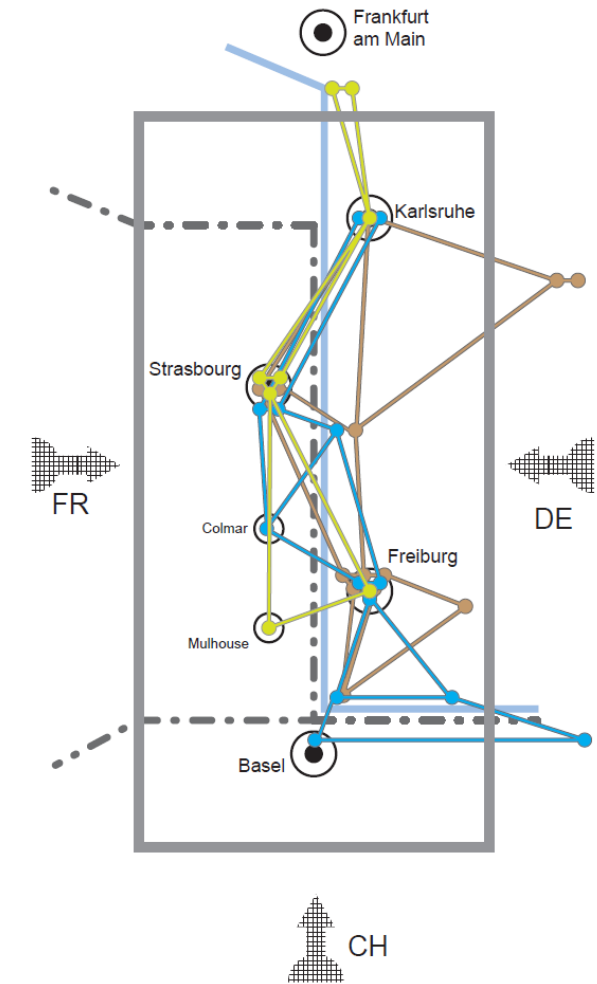 Frankfurt
am Main
Karlsruhe
Strasbourg
FR
DE
Colmar
Freiburg
Mulhouse
Basel
CH